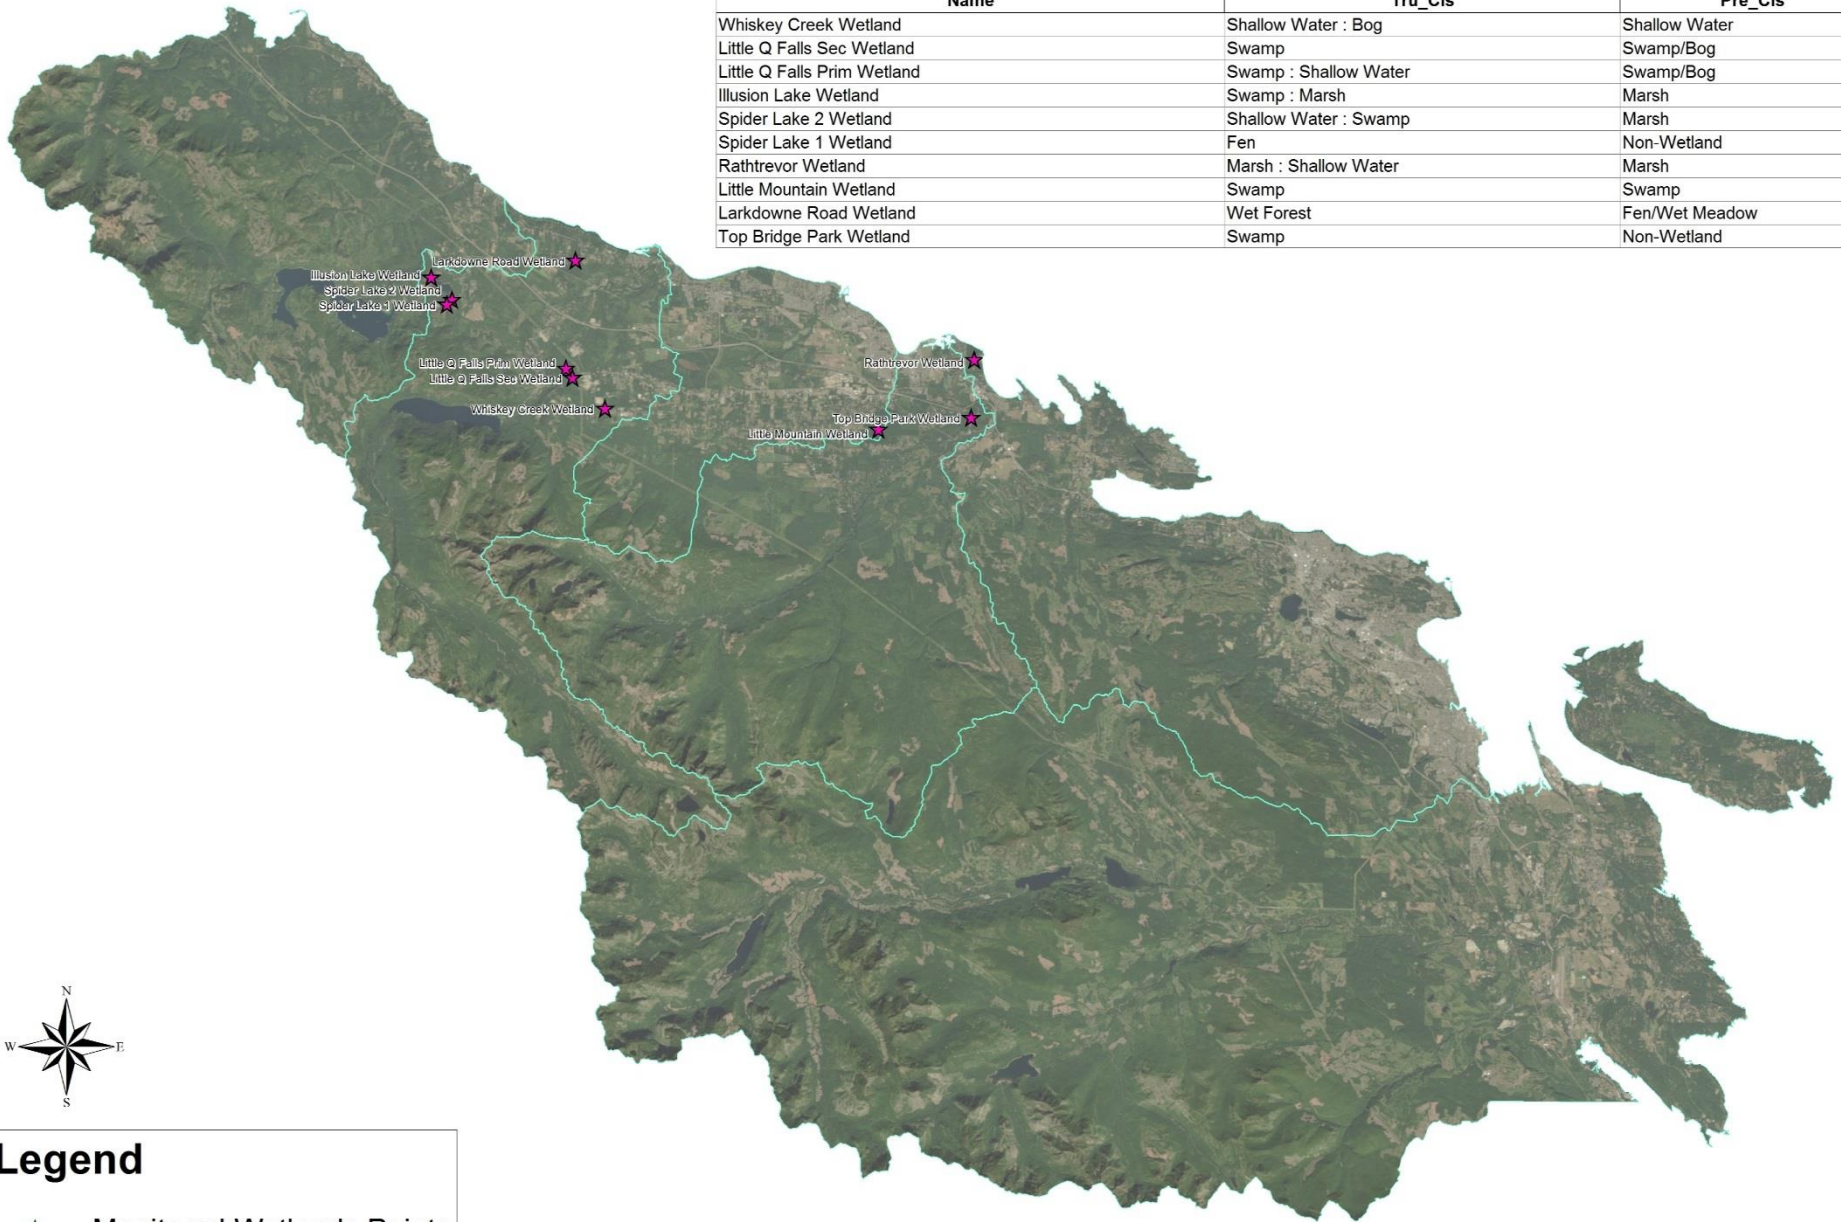 Name Tru_Cls Pre_Cls
Whiskey Creek Wetland Shallow Water : Bog Shallow Water
Little Q Falls Sec Wetland Swamp Swamp/Bog
Little Q Falls Prim Wetland Swamp : Shallow Water Swamp/Bog
Illusion Lake Wetland Swamp : Marsh Marsh
Spider Lake 2 Wetland Shallow Water : Swamp Marsh
Spider Lake 1 Wetland Fen Non-Wetland
Rathtrevor Wetland Marsh : Shallow Water Marsh
Little Mountain Wetland Swamp Swamp
Larkdowne Road Wetland Wet Forest Fen/Wet Meadow
Top Bridge Park Wetland Swamp Non-Wetland
Larkdowne Road Wetland
Illusion Lake Wetland
Spider Lake 2 Wetland
Spider Lake 1 Wetland
Little Q Falls Prim Wetland
Rathtrevor Wetland
Little Q Falls Sec Wetland
Whiskey Creek Wetland
Top Bridge Park Wetland
Little Mountain Wetland
N
W E
S
Legend
Monitored Wetlands Points